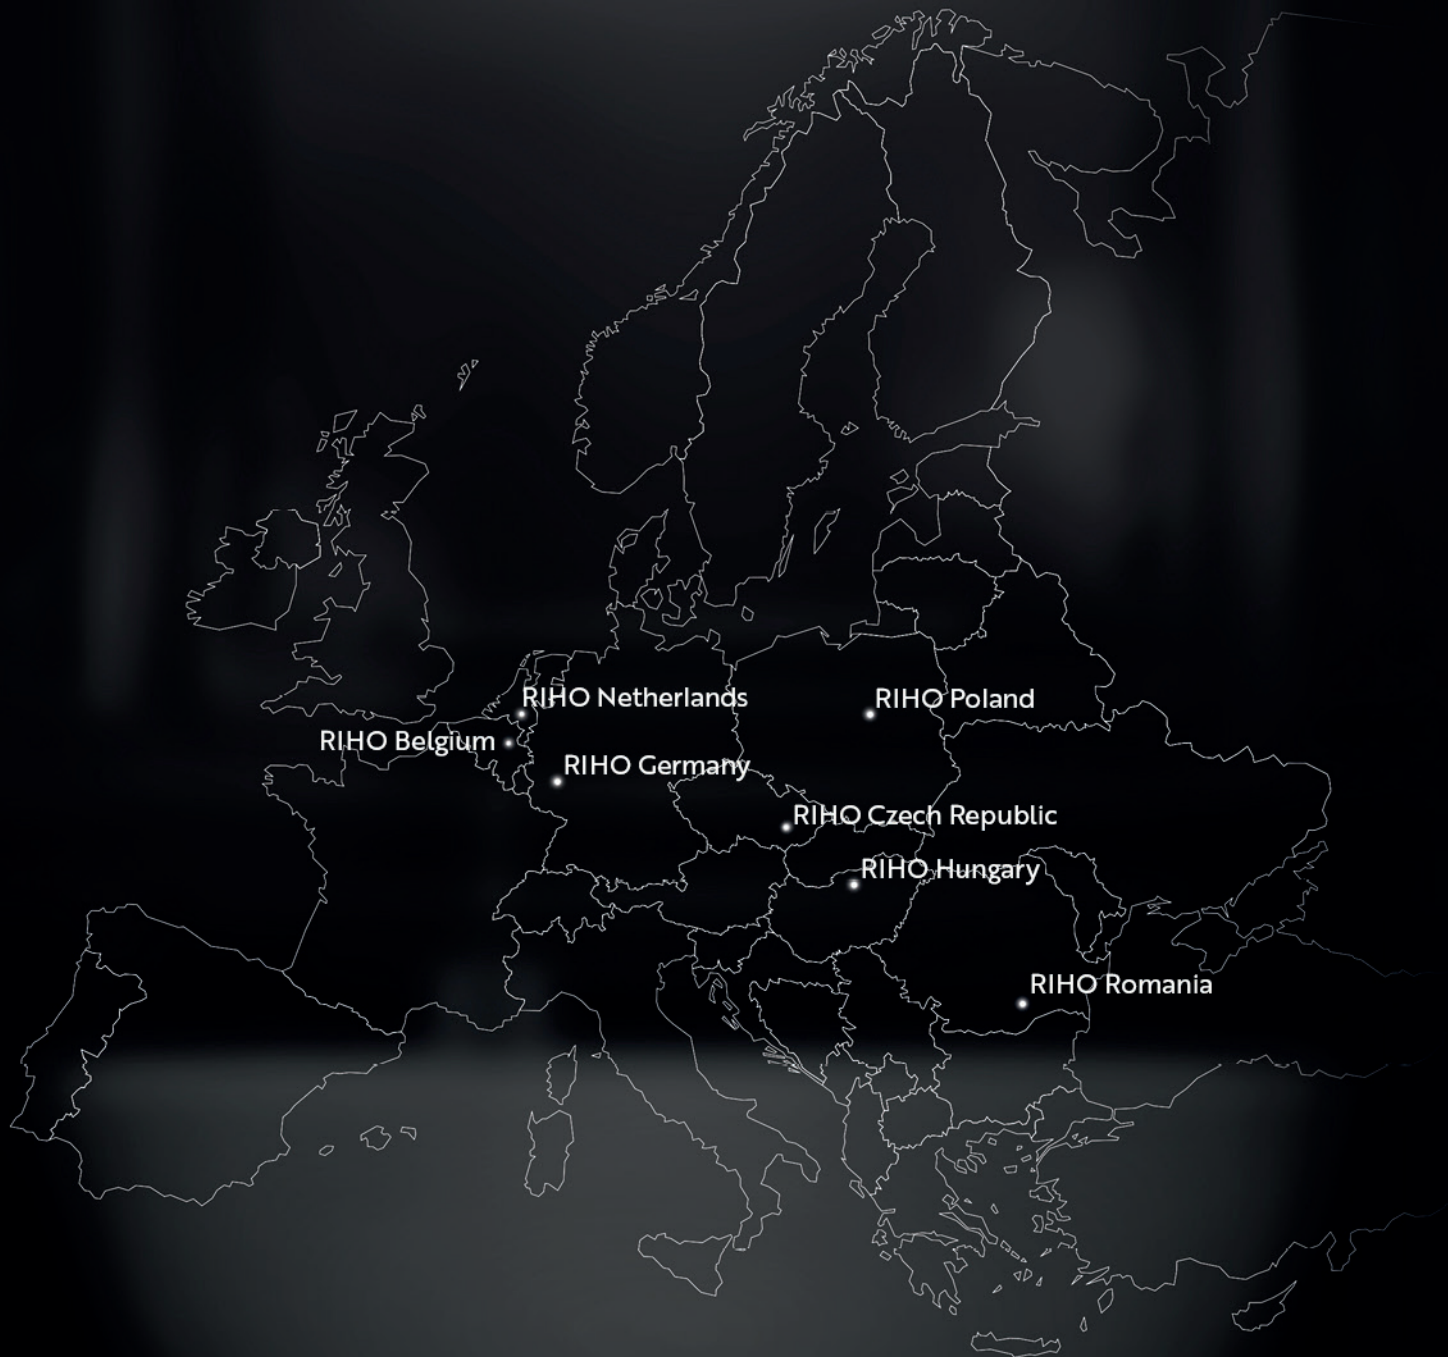 RIHO Netherlands
RIHO Poland
RIHO Belgium
RIHO Germany
RIHO Czech Republic
RIHO Hungary
RIHO Romania